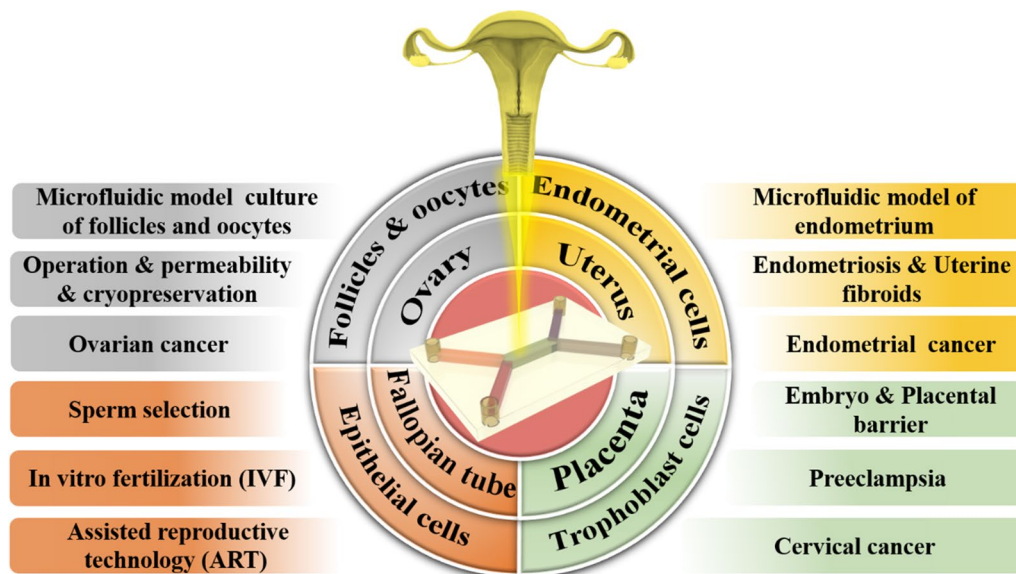 Microfluidic model culture
of follicles and oocytes
Operation & permeability
& cryopreservation
Ovarian cancer
Sperm selection
In vitro fertilization (IVF)
Assisted reproductive
technology (ART)
Follicles & oocytes
Ovary
Endometrial cells
Uterus
Epithelial cells
Fallopian tube
Placenta
Trophoblast cells
Microfluidic model of
endometrium
Endometriosis & Uterine
fibroids
Endometrial cancer
Embryo & Placental
barrier
Preeclampsia
Cervical cancer